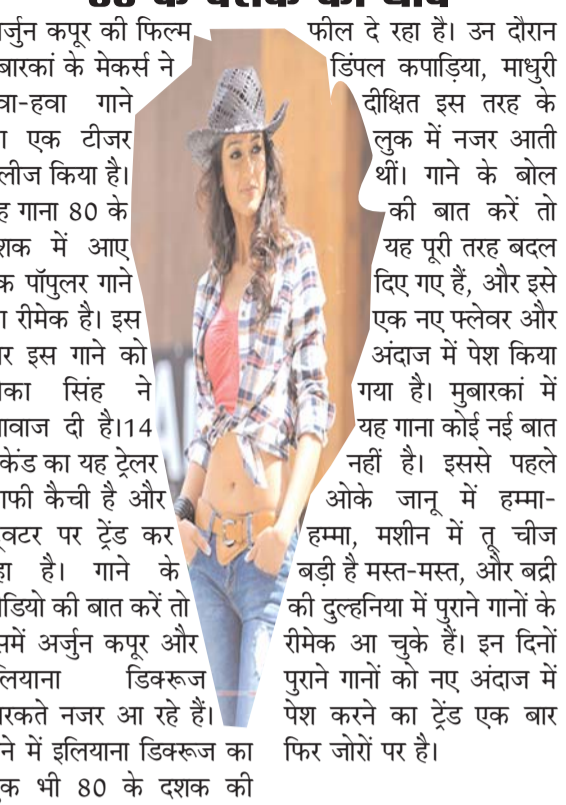 80 के दशक की याद
र्जुन कपूर की फिल्म
बारकां के मेकर्स ने
वा-हवा गाने
ा एक टीजर
लीज किया है।
ह गाना 80 के
शक में आए
क पॉपुलर गाने
ा रीमेक है। इस
र इस गाने को
का सिंह ने
ावाज दी है।14
केंड का यह ट्रेलर
ाफी कैची है और
्वटर पर ट्रेंड कर
हा है। गाने के
डियो की बात करें तो
समें अर्जुन कपूर और
लियाना डिक्रूज
रकते नजर आ रहे हैं।
ने में इलियाना डिक्रूज का
क भी 80 के दशक की
फील दे रहा है। उन दौरान
डिंपल कपाड़िया, माधुरी
दीक्षित इस तरह के
लुक में नजर आती
थीं। गाने के बोल
की बात करें तो
यह पूरी तरह बदल
दिए गए हैं, और इसे
एक नए फ्लेवर और
अंदाज में पेश किया
गया है। मुबारकां में
यह गाना कोई नई बात
नहीं है। इससे पहले
ओके जानू में हम्मा-
हम्मा, मशीन में तू चीज
बड़ी है मस्त-मस्त, और बद्री
की दुल्हनिया में पुराने गानों के
रीमेक आ चुके हैं। इन दिनों
पुराने गानों को नए अंदाज में
पेश करने का ट्रेंड एक बार
फिर जोरों पर है।